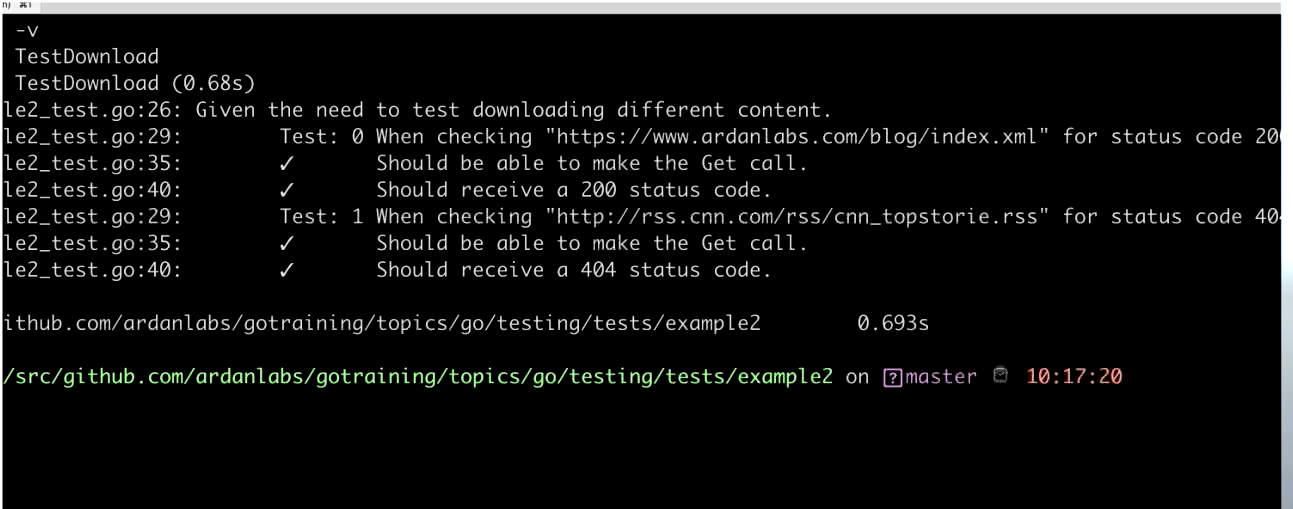 n) ⌘1
-v
TestDownload
TestDownload (0.68s)
le2_test.go:26: Given the need to test downloading different content.
le2_test.go:29: Test: 0 When checking "https://www.ardanlabs.com/blog/index.xml" for status code 20
le2_test.go:35: ✓ Should be able to make the Get call.
le2_test.go:40: ✓ Should receive a 200 status code.
le2_test.go:29: Test: 1 When checking "http://rss.cnn.com/rss/cnn_topstorie.rss" for status code 40
le2_test.go:35: ✓ Should be able to make the Get call.
le2_test.go:40: ✓ Should receive a 404 status code.
ithub.com/ardanlabs/gotraining/topics/go/testing/tests/example2 0.693s
/src/github.com/ardanlabs/gotraining/topics/go/testing/tests/example2 on ?master 10:17:20